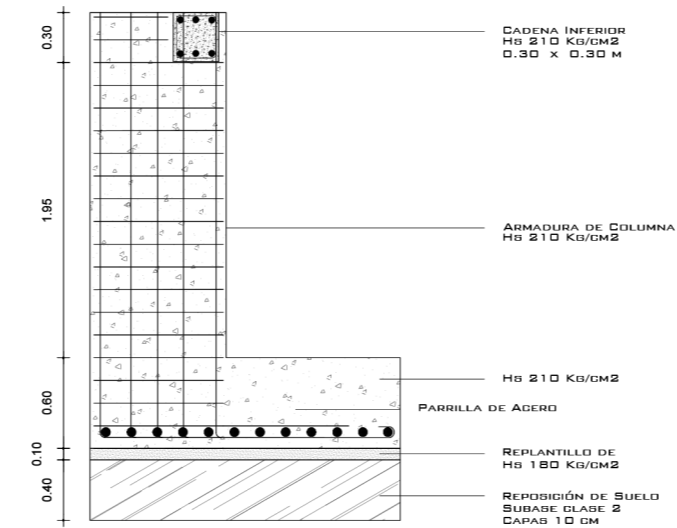 0.30
CADENA INFERIOR
HS 210 KG/CM2
0.30 X 0.30 M
1.95
ARMADURA DE COLUMNA
HS 210 KG/CM2
HS 210 KG/CM2
0.60
PARRILLA DE ACERO
0.10
REPLANTILLO DE
HS 180 KG/CM2
0.40
REPOSICIÓN DE SUELO
SUBASE CLASE 2
CAPAS 10 CM